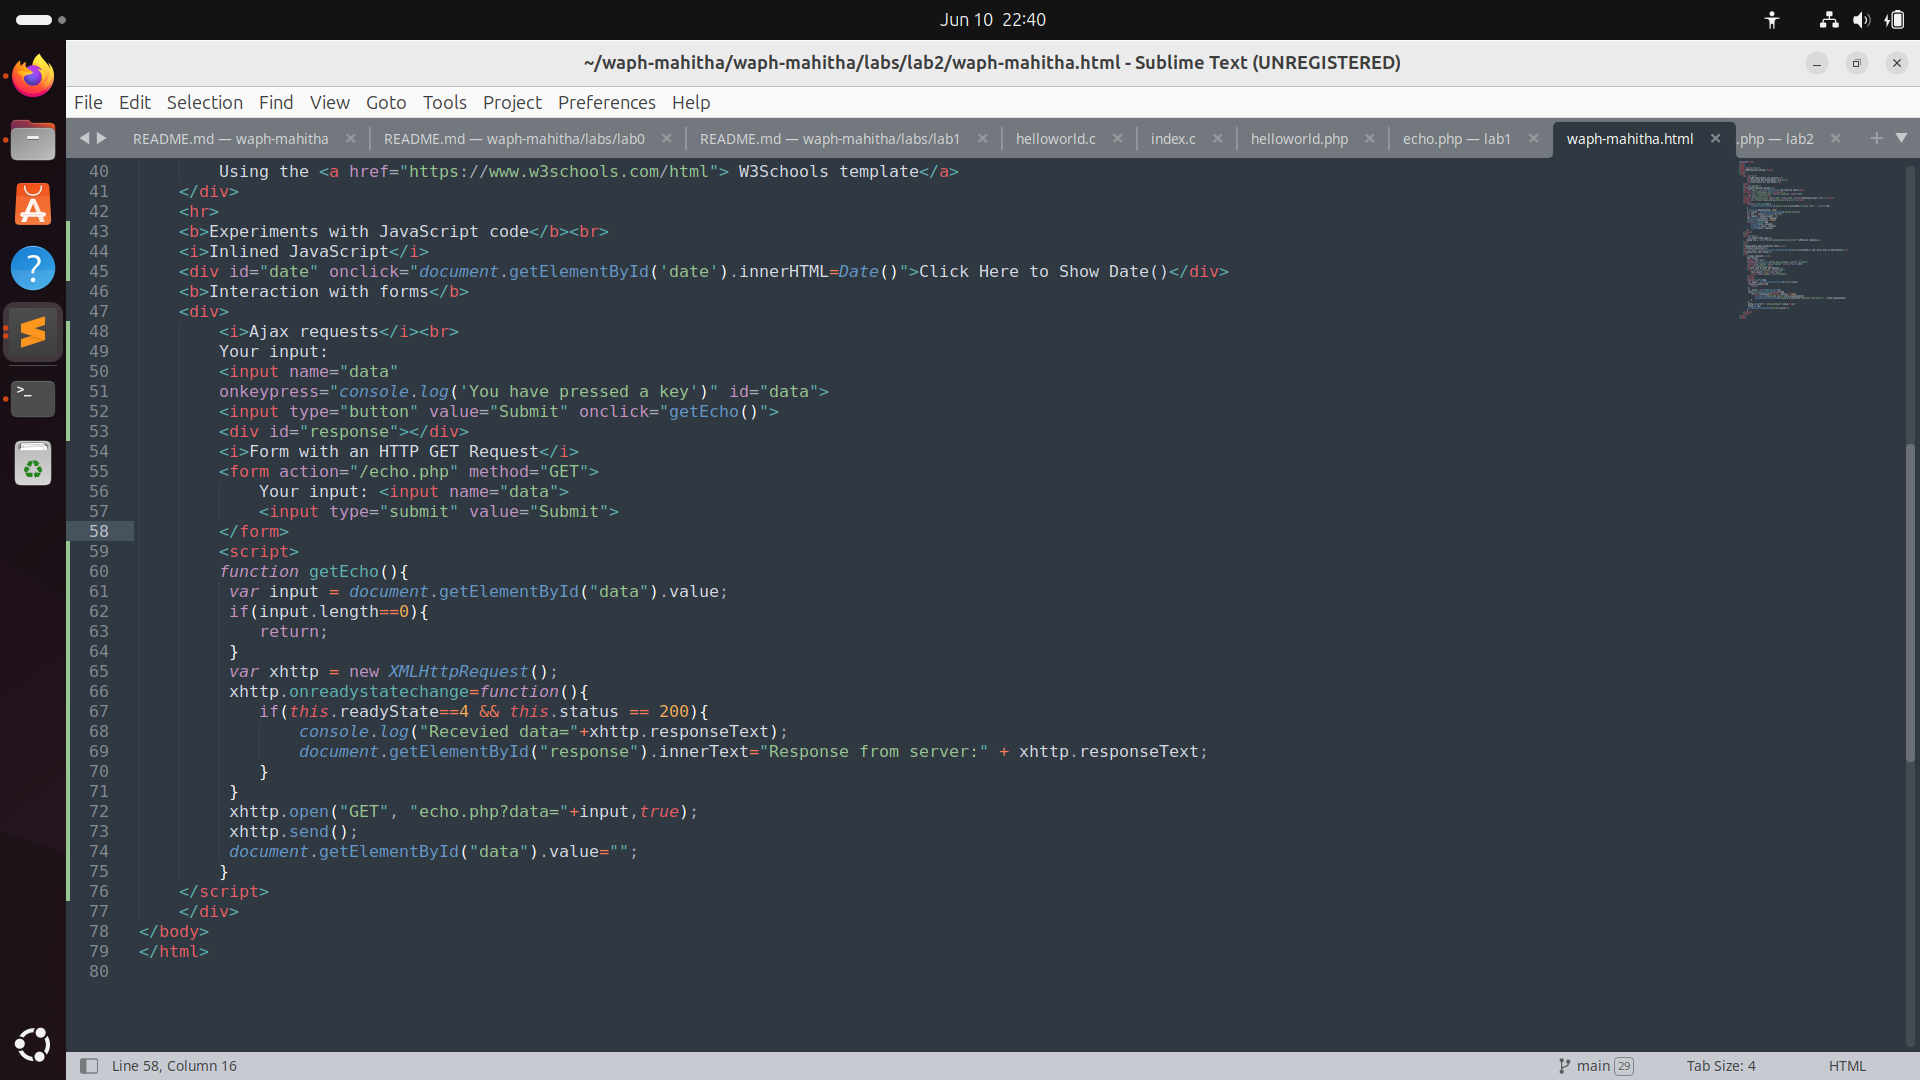 Jun 10 22:40
~/waph-mahitha/waph-mahitha/labs/lab2/waph-mahitha.html - Sublime Text (UNREGISTERED)
File Edit Selection Find View Goto Tools Project Preferences Help
README.md — waph-mahitha README.md — waph-mahitha/labs/lab0 README.md — waph-mahitha/labs/lab1 helloworld.c index.c helloworld.php echo.php — lab1 waph-mahitha.html .php — lab2
40 Using the <a href="https://www.w3schools.com/html"> W3Schools template</a>
41 </div>
42 <hr>
43 <b>Experiments with JavaScript code</b><br>
44 <i>Inlined JavaScript</i>
45 <div id="date" onclick="document.getElementById('date').innerHTML=Date()">Click Here to Show Date()</div>
46 <b>Interaction with forms</b>
47 <div>
48 <i>Ajax requests</i><br>
49 Your input:
50 <input name="data"
51 onkeypress="console.log('You have pressed a key')" id="data">
52 <input type="button" value="Submit" onclick="getEcho()">
53 <div id="response"></div>
54 <i>Form with an HTTP GET Request</i>
55 <form action="/echo.php" method="GET">
56 Your input: <input name="data">
57 <input type="submit" value="Submit">
58 </form>
59 <script>
60 function getEcho(){
61 var input = document.getElementById("data").value;
62 if(input.length==0){
63 return;
64 }
65 var xhttp = new XMLHttpRequest();
66 xhttp.onreadystatechange=function(){
67 if(this.readyState==4 && this.status == 200){
68 console.log("Recevied data="+xhttp.responseText);
69 document.getElementById("response").innerText="Response from server:" + xhttp.responseText;
70 }
71 }
72 xhttp.open("GET", "echo.php?data="+input,true);
73 xhttp.send();
74 document.getElementById("data").value="";
75 }
76 </script>
77 </div>
78 </body>
79 </html>
80
Line 58, Column 16 main 29 Tab Size: 4 HTML